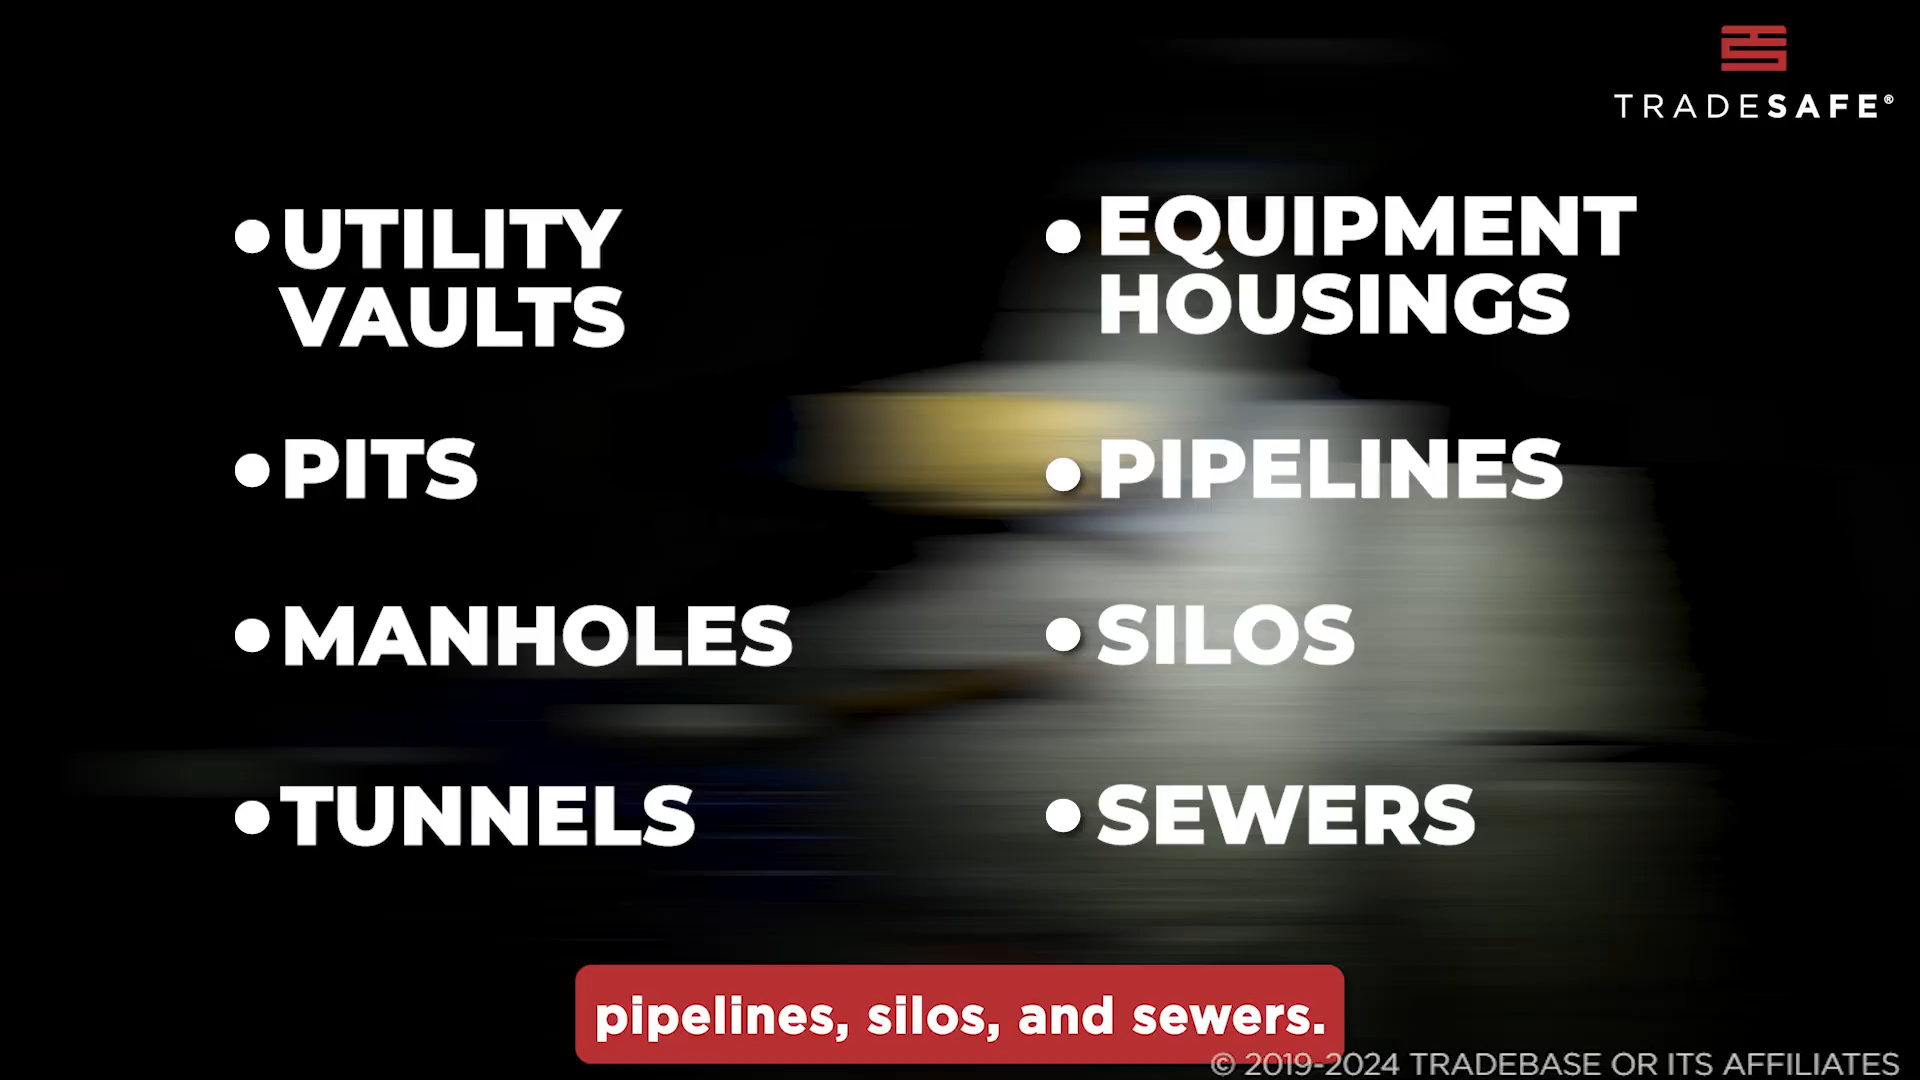 TRADESAFE®
• UTILITY
VAULTS
• PITS
• MANHOLES
• TUNNELS
• EQUIPMENT
HOUSINGS
• PIPELINES
• SILOS
• SEWERS
pipelines, silos, and sewers.
© 2019-2024 TRADEBASE OR ITS AFFILIATES